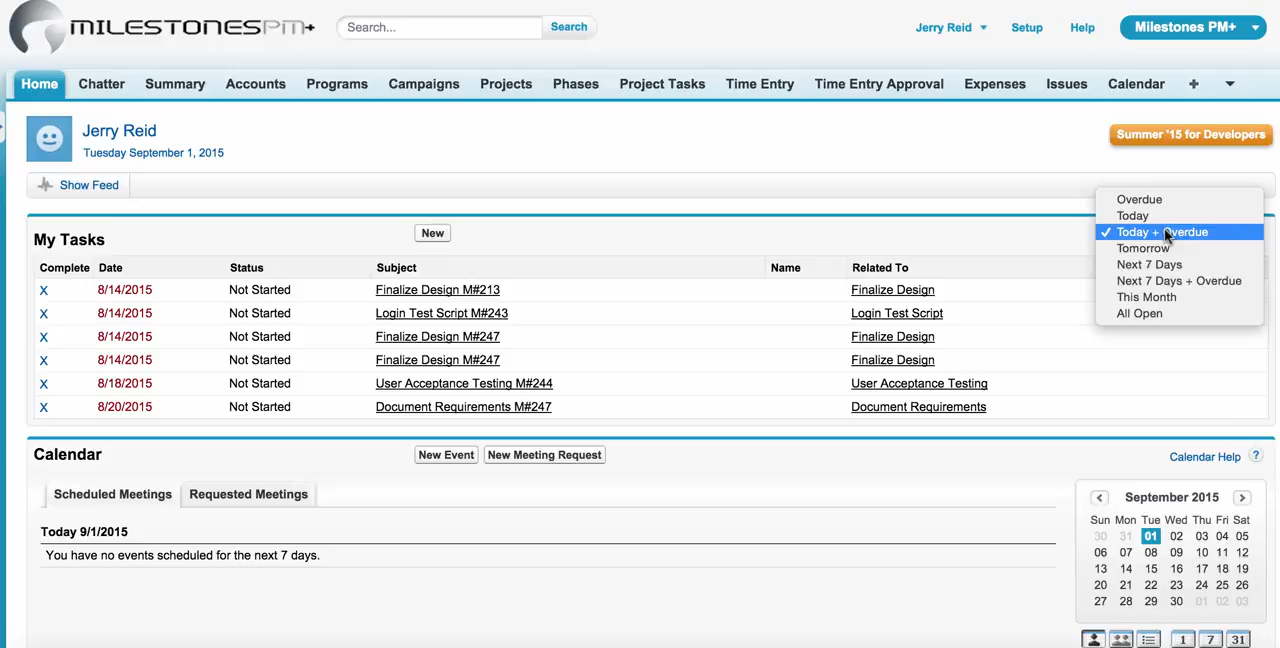 MILESTONESPM+ Search... Search Jerry Reid Setup Help Milestones PM+
Home Chatter Summary Accounts Programs Campaigns Projects Phases Project Tasks Time Entry Time Entry Approval Expenses Issues Calendar +
Jerry Reid
Tuesday September 1, 2015
Summer '15 for Developers
Show Feed
Overdue
Today
✓ Today + Overdue
Tomorrow
Next 7 Days
Next 7 Days + Overdue
This Month
All Open
My Tasks New
Complete Date Status Subject Name Related To
X 8/14/2015 Not Started Finalize Design M#213 Finalize Design
X 8/14/2015 Not Started Login Test Script M#243 Login Test Script
X 8/14/2015 Not Started Finalize Design M#247 Finalize Design
X 8/14/2015 Not Started Finalize Design M#247 Finalize Design
X 8/18/2015 Not Started User Acceptance Testing M#244 User Acceptance Testing
X 8/20/2015 Not Started Document Requirements M#247 Document Requirements
Calendar New Event New Meeting Request Calendar Help ?
Scheduled Meetings Requested Meetings
Today 9/1/2015
You have no events scheduled for the next 7 days.
< September 2015 >
Sun Mon Tue Wed Thu Fri Sat
30 31 01 02 03 04 05
06 07 08 09 10 11 12
13 14 15 16 17 18 19
20 21 22 23 24 25 26
27 28 29 30 01 02 03
1 7 31